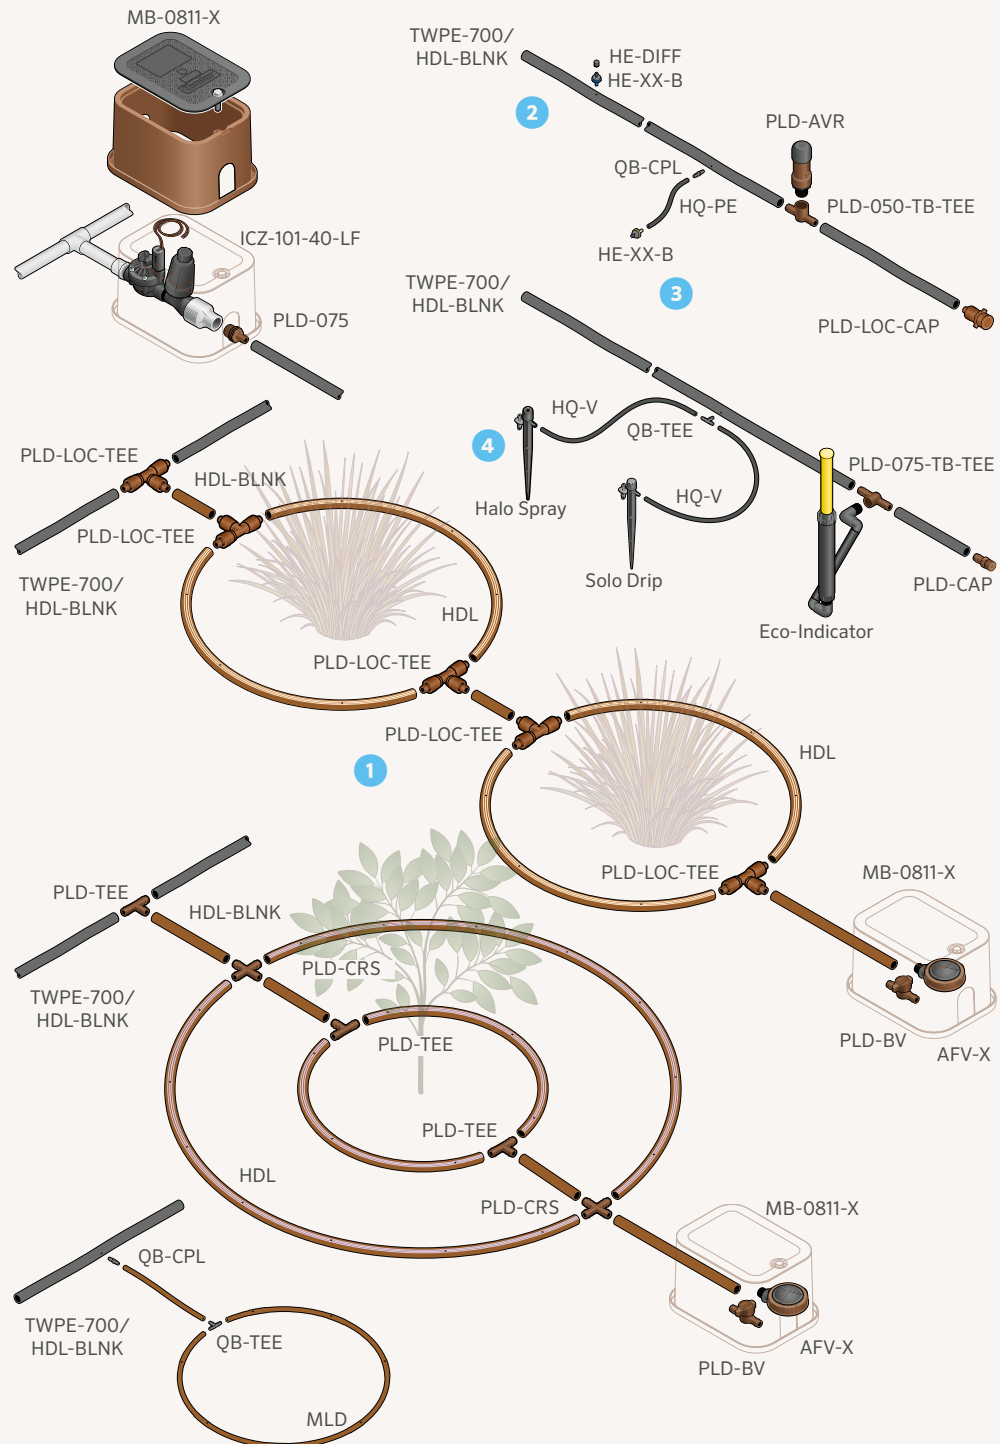 MB-0811-X
ICZ-101-40-LF
PLD-075
TWPE-700/
HDL-BLNK
HE-DIFF
HE-XX-B
2
PLD-AVR
QB-CPL
HQ-PE
PLD-050-TB-TEE
HE-XX-B
3
PLD-LOC-CAP
TWPE-700/
HDL-BLNK
HQ-V
QB-TEE
4
Halo Spray
HQ-V
Solo Drip
PLD-075-TB-TEE
PLD-CAP
Eco-Indicator
PLD-LOC-TEE
HDL-BLNK
PLD-LOC-TEE
TWPE-700/
HDL-BLNK
HDL
PLD-LOC-TEE
PLD-LOC-TEE
1
HDL
PLD-LOC-TEE
MB-0811-X
PLD-BV
AFV-X
PLD-TEE
HDL-BLNK
PLD-CRS
TWPE-700/
HDL-BLNK
PLD-TEE
PLD-TEE
HDL
PLD-CRS
MB-0811-X
PLD-BV
AFV-X
QB-CPL
TWPE-700/
HDL-BLNK
QB-TEE
MLD